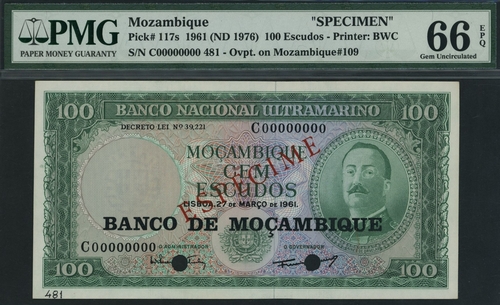 PMG
PAPER MONEY GUARANTY
Mozambique "SPECIMEN"
Pick# 117s 1961 (ND 1976) 100 Escudos - Printer: BWC
S/N C00000000 481 - Ovpt. on Mozambique#109
66 EPQ
Gem Uncirculated
100 BANCO NACIONAL ULTRAMARINO 100
DECRETO LEI Nº 39,221 C00000000
MOÇAMBIQUE
CEM
ESCUDOS
ESPECIME
LISBOA, 27 DE MARÇO DE 1961.
BANCO DE MOÇAMBIQUE
C00000000 O ADMINISTRADOR O GOVERNADOR
100 100
481